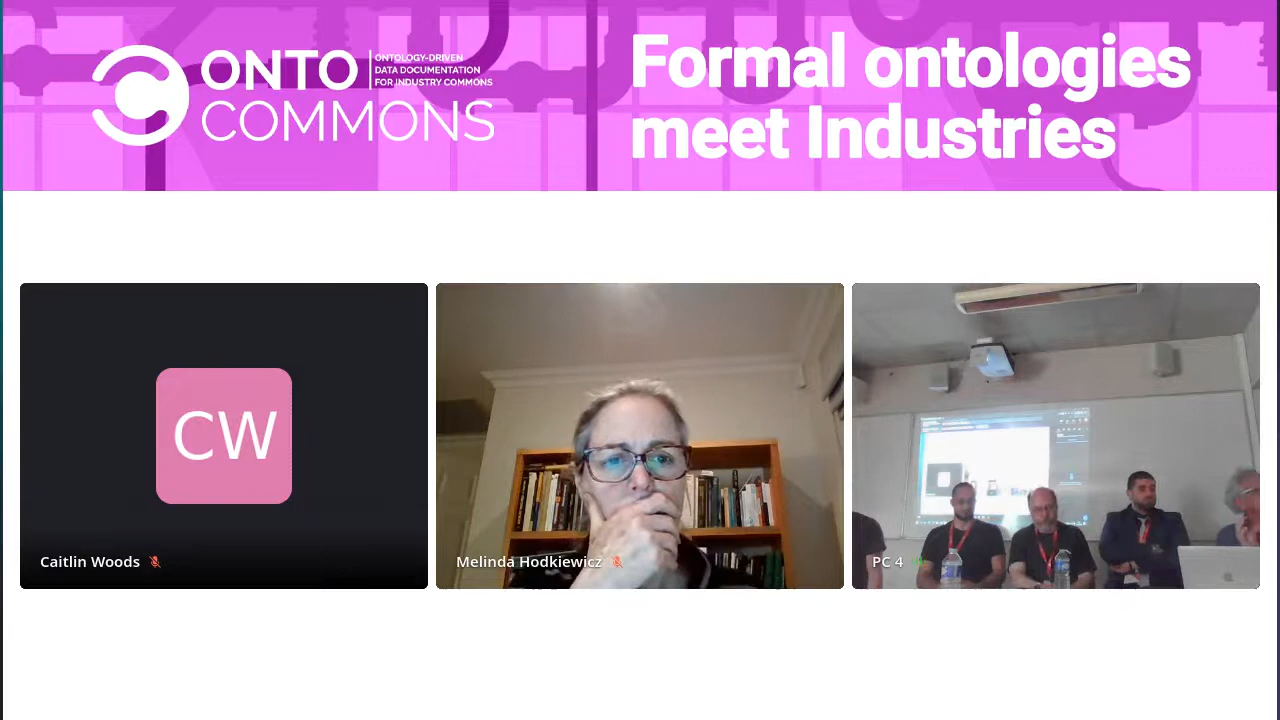 ONTO
COMMONS
ONTOLOGY-DRIVEN
DATA DOCUMENTATION
FOR INDUSTRY COMMONS
Formal ontologies
meet Industries
CW
Caitlin Woods
Melinda Hodkiewicz
PC 4